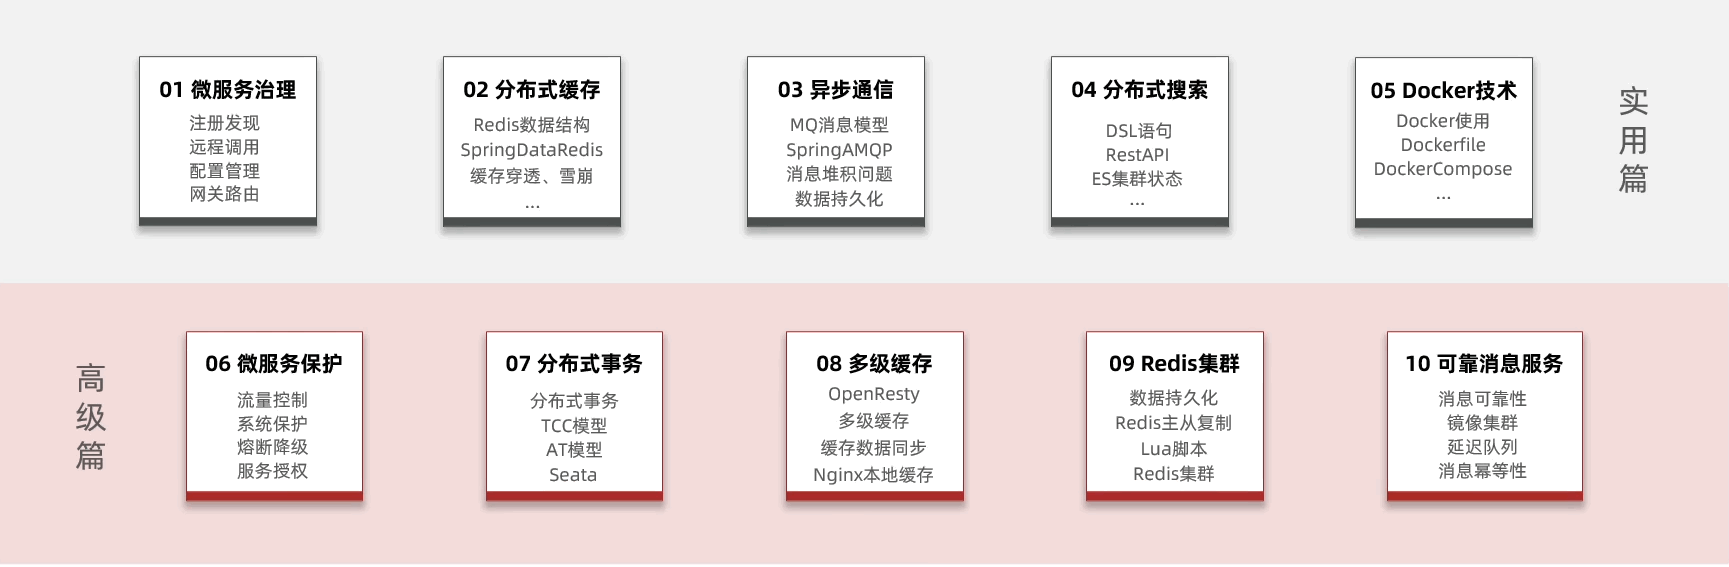 01 微服务治理
注册发现
远程调用
配置管理
网关路由
02 分布式缓存
Redis数据结构
SpringDataRedis
缓存穿透、雪崩
...
03 异步通信
MQ消息模型
SpringAMQP
消息堆积问题
数据持久化
04 分布式搜索
DSL语句
RestAPI
ES集群状态
...
05 Docker技术
Docker使用
Dockerfile
DockerCompose
...
实用篇
高级篇
06 微服务保护
流量控制
系统保护
熔断降级
服务授权
07 分布式事务
分布式事务
TCC模型
AT模型
Seata
08 多级缓存
OpenResty
多级缓存
缓存数据同步
Nginx本地缓存
09 Redis集群
数据持久化
Redis主从复制
Lua脚本
Redis集群
10 可靠消息服务
消息可靠性
镜像集群
延迟队列
消息幂等性